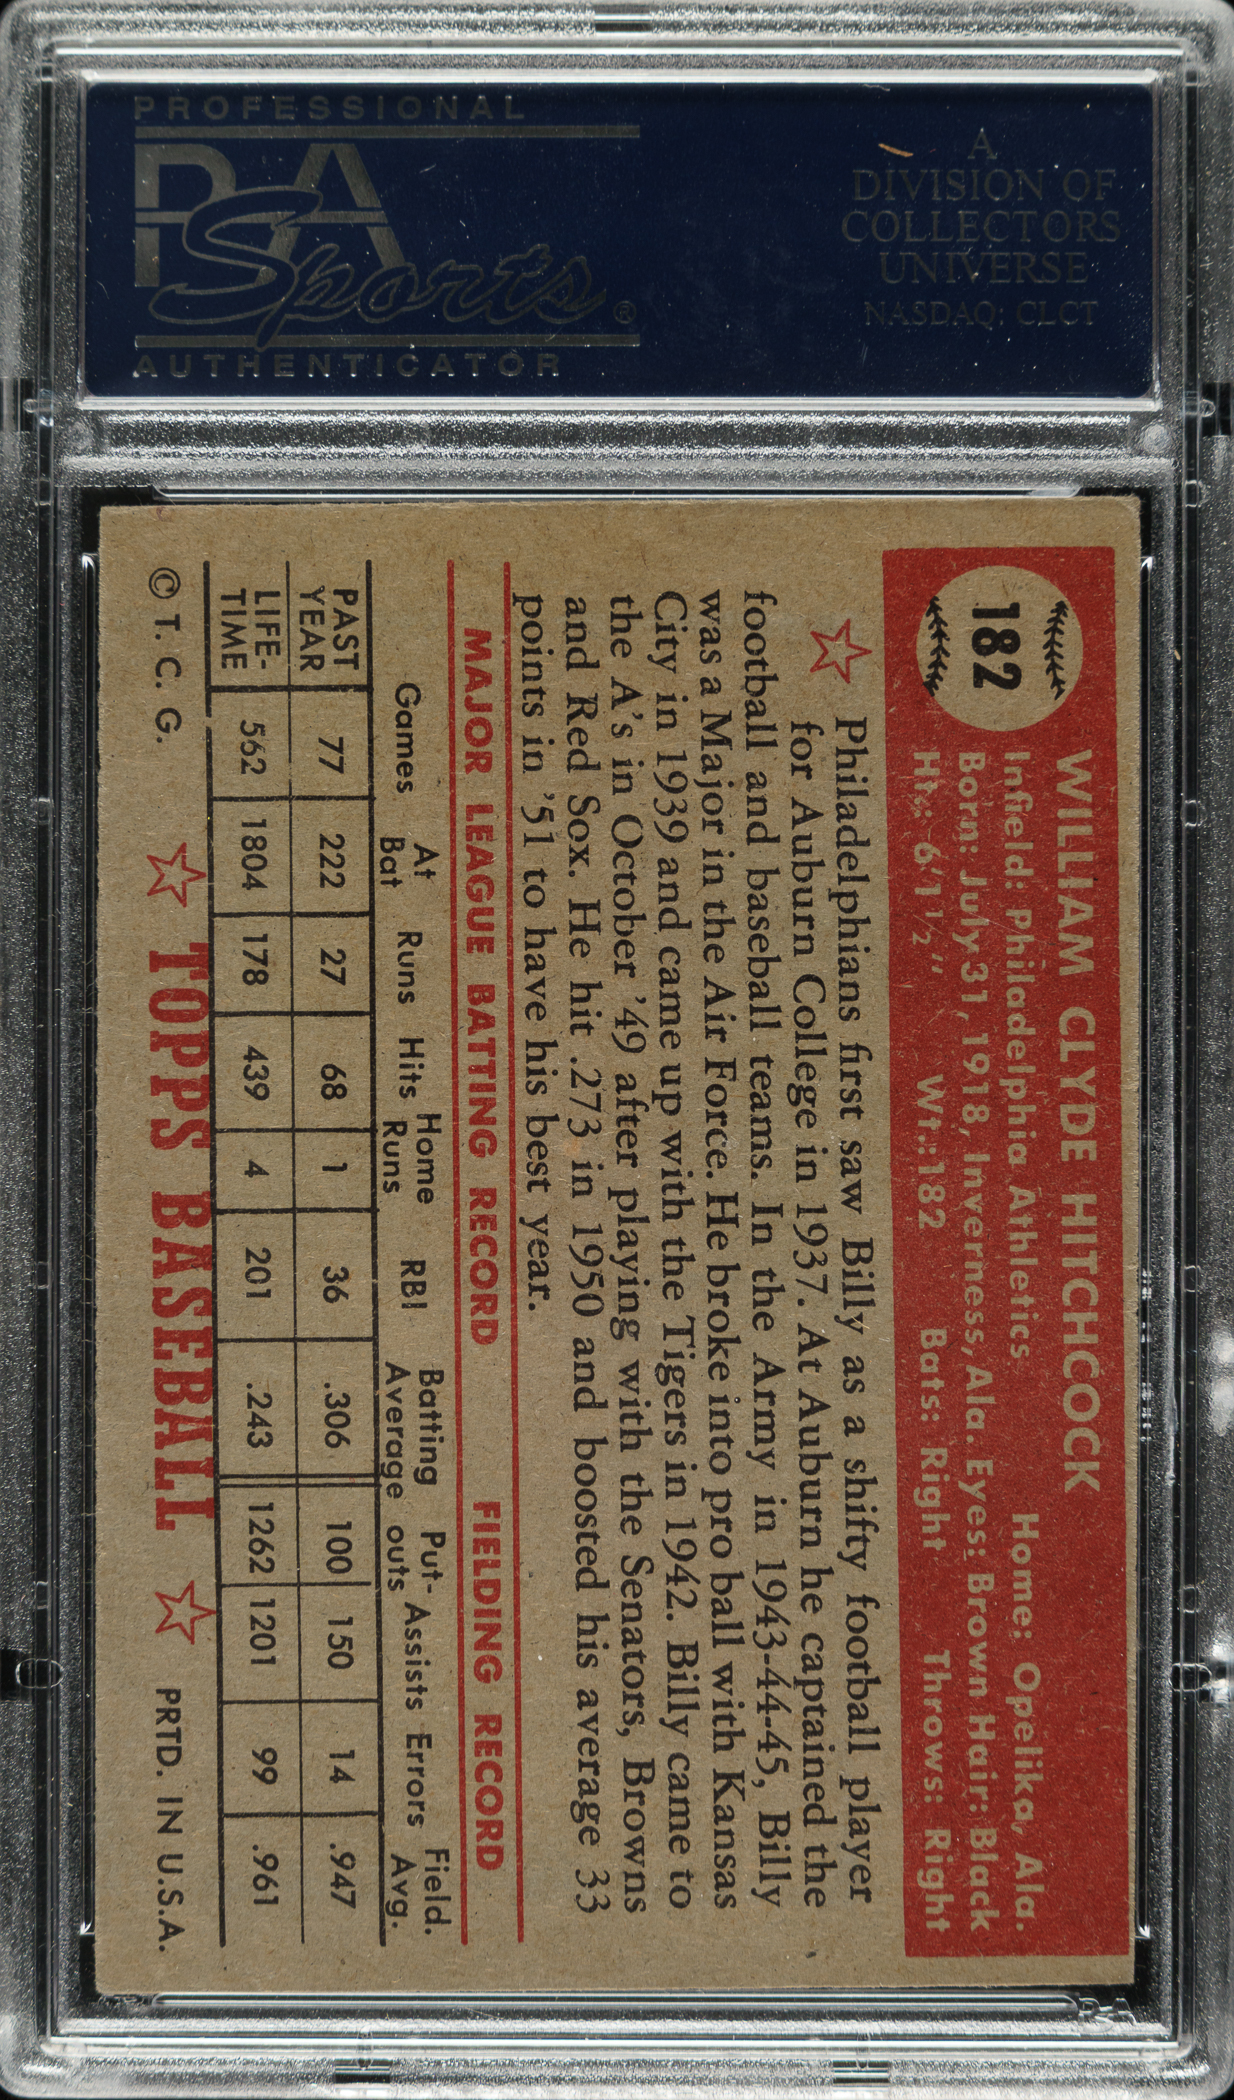 PROFESSIONAL
PSA
Sports®
AUTHENTICATOR
A
DIVISION OF
COLLECTORS
UNIVERSE
NASDAQ: CLCT
182
WILLIAM CLYDE HITCHCOCK
Infield: Philadelphia Athletics Home: Opelika, Ala.
Born: July 31, 1918, Inverness, Ala. Eyes: Brown Hair: Black
Ht.: 6'1½" Wt.: 182 Bats: Right Throws: Right
Philadelphians first saw Billy as a shifty football player
for Auburn College in 1937. At Auburn he captained the
football and baseball teams. In the Army in 1943-44-45, Billy
was a Major in the Air Force. He broke into pro ball with Kansas
City in 1939 and came up with the Tigers in 1942. Billy came to
the A's in October '49 after playing with the Senators, Browns
and Red Sox. He hit .273 in 1950 and boosted his average 33
points in '51 to have his best year.
MAJOR LEAGUE BATTING RECORD FIELDING RECORD
Games At Bat Runs Hits Home Runs RBI Batting Average Put-outs Assists Errors Field. Avg.
PAST YEAR 77 222 27 68 1 36 .306 100 150 14 .947
LIFE-TIME 562 1804 178 439 4 201 .243 1262 1201 99 .961
© T. C. G. TOPPS BASEBALL PRTD. IN U.S.A.
PSA